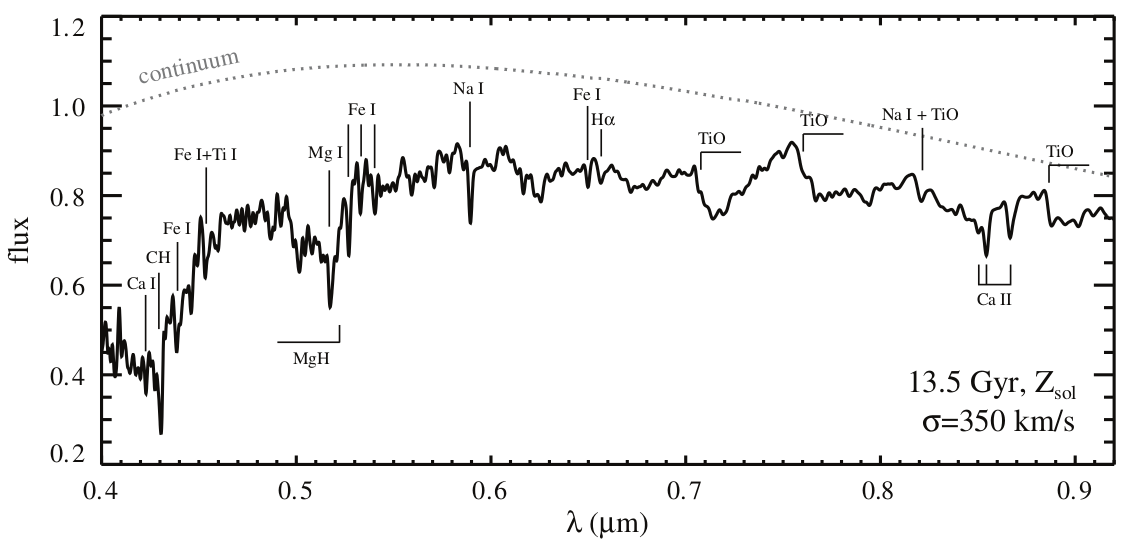 1.2
1.0
0.8
0.6
0.4
0.2
flux
continuum
Ca I
CH
Fe I
Fe I+Ti I
Mg I
MgH
Fe I
Na I
Fe I
Hα
TiO
TiO
Na I + TiO
TiO
Ca II
13.5 Gyr, Zsol
σ=350 km/s
0.4 0.5 0.6 0.7 0.8 0.9
λ (μm)